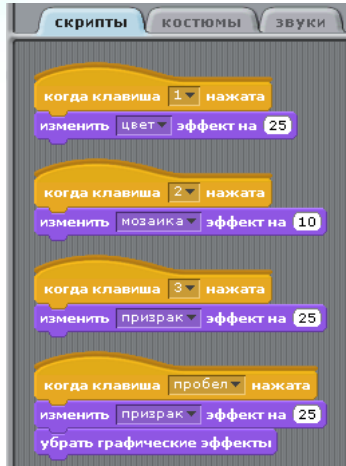 скрипты костюмы звуки
когда клавиша 1 нажата
изменить цвет эффект на 25
когда клавиша 2 нажата
изменить мозаика эффект на 10
когда клавиша 3 нажата
изменить призрак эффект на 25
когда клавиша пробел нажата
изменить призрак эффект на 25
убрать графические эффекты